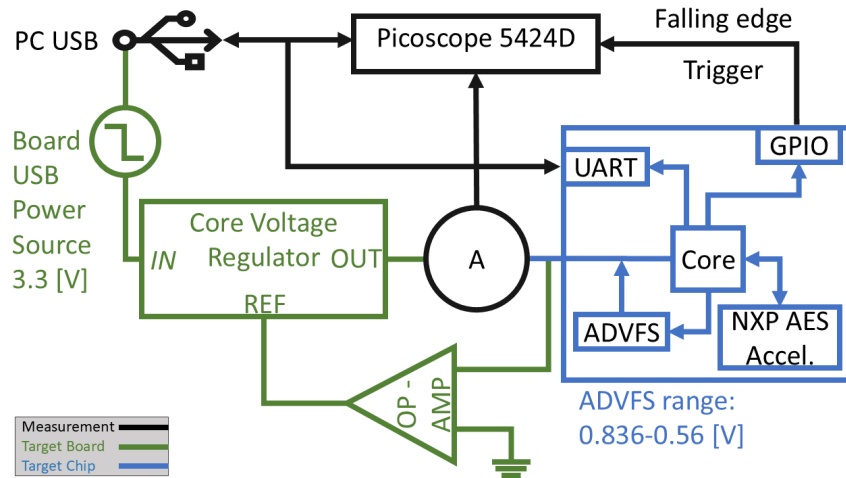 PC USB
Picoscope 5424D
Falling edge
Trigger
Board
USB
Power
Source
3.3 [V]
Core Voltage
Regulator
IN
OUT
REF
A
UART
GPIO
Core
ADVFS
NXP AES
Accel.
OP -
AMP
ADVFS range:
0.836-0.56 [V]
Measurement
Target Board
Target Chip